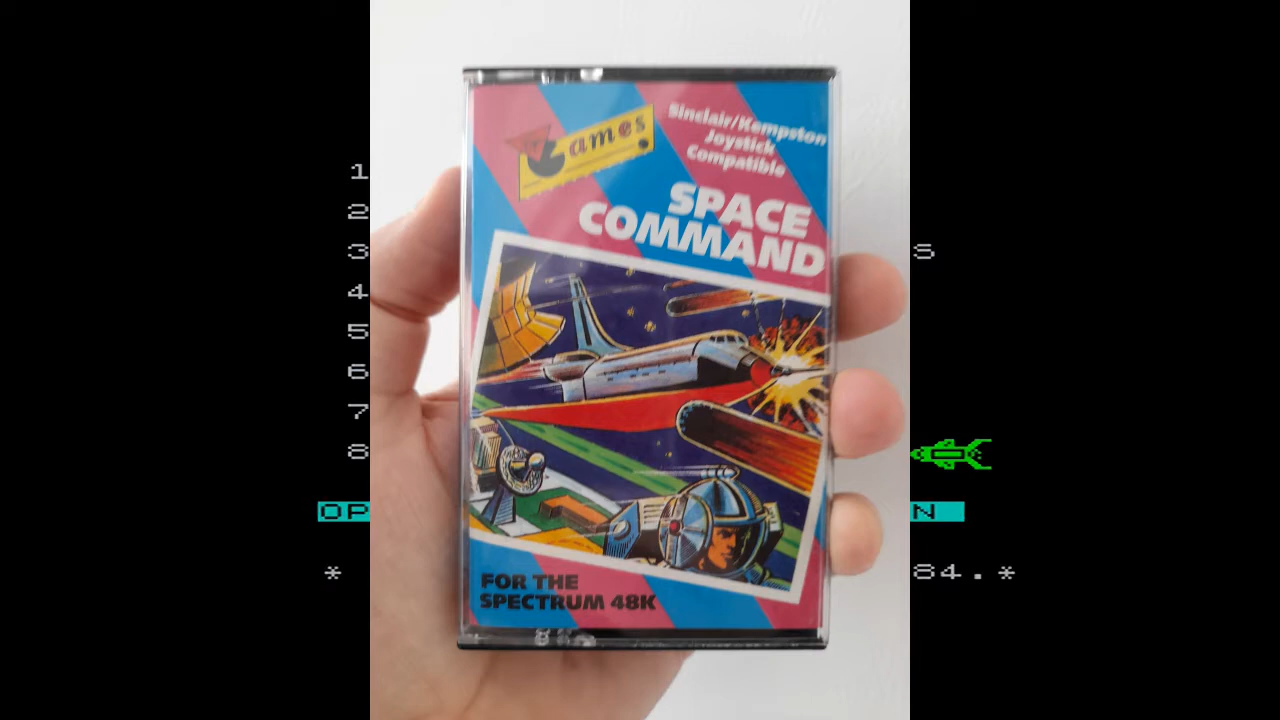 Games
Sinclair/Kempston
Joystick
Compatible
SPACE
COMMAND
FOR THE
SPECTRUM 48K
1
2
3 S
4
5
6
7
8
OP N
* 84.*